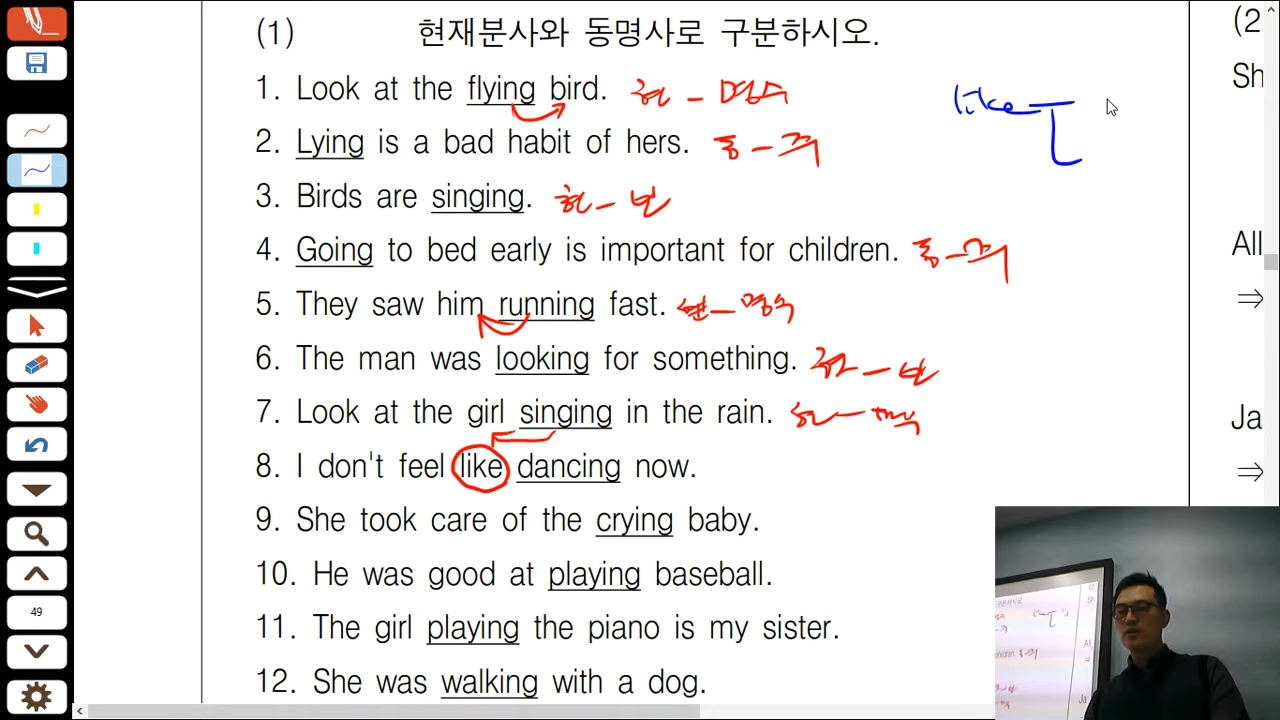 (1) 현재분사와 동명사로 구분하시오.
1. Look at the flying bird. 현 - 명수
2. Lying is a bad habit of hers. 동 - 주
3. Birds are singing. 현 - 보
4. Going to bed early is important for children. 동 - 주
5. They saw him running fast. 현 - 명수
6. The man was looking for something. 현 - 보
7. Look at the girl singing in the rain. 현 - 명수
8. I don't feel like dancing now.
9. She took care of the crying baby.
10. He was good at playing baseball.
11. The girl playing the piano is my sister.
12. She was walking with a dog.
like
(2
Sh
All
⇒
Ja
⇒
49